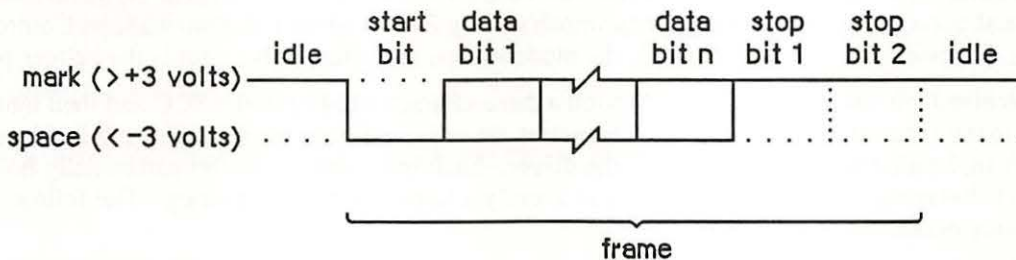 start data data stop stop
idle bit bit 1 bit n bit 1 bit 2 idle
mark (>+3 volts)
space (<-3 volts)
frame